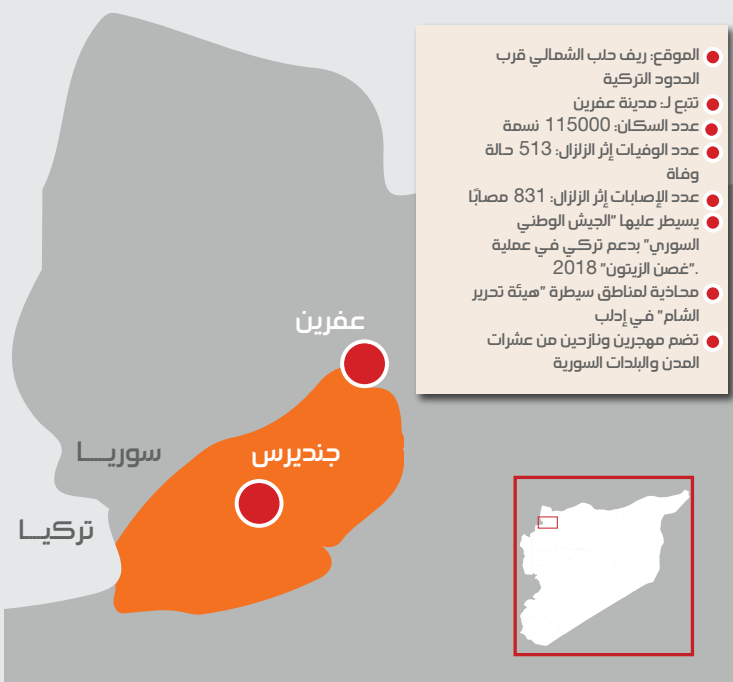 الموقع: ريف حلب الشمالي قرب
الحدود التركية
تتبع لـ: مدينة عفرين
عدد السكان: 115000 نسمة
عدد الوفيات إثر الزلزال: 513 حالة
وفاة
عدد الإصابات إثر الزلزال: 831 مصابًا
يسيطر عليها "الجيش الوطني
السوري" بدعم تركي في عملية
"غصن الزيتون" 2018.
محاذية لمناطق سيطرة "هيئة تحرير
الشام" في إدلب
تضم مهجرين ونازحين من عشرات
المدن والبلدات السورية
عفرين
جنديرس
سوريــا
تركيــا